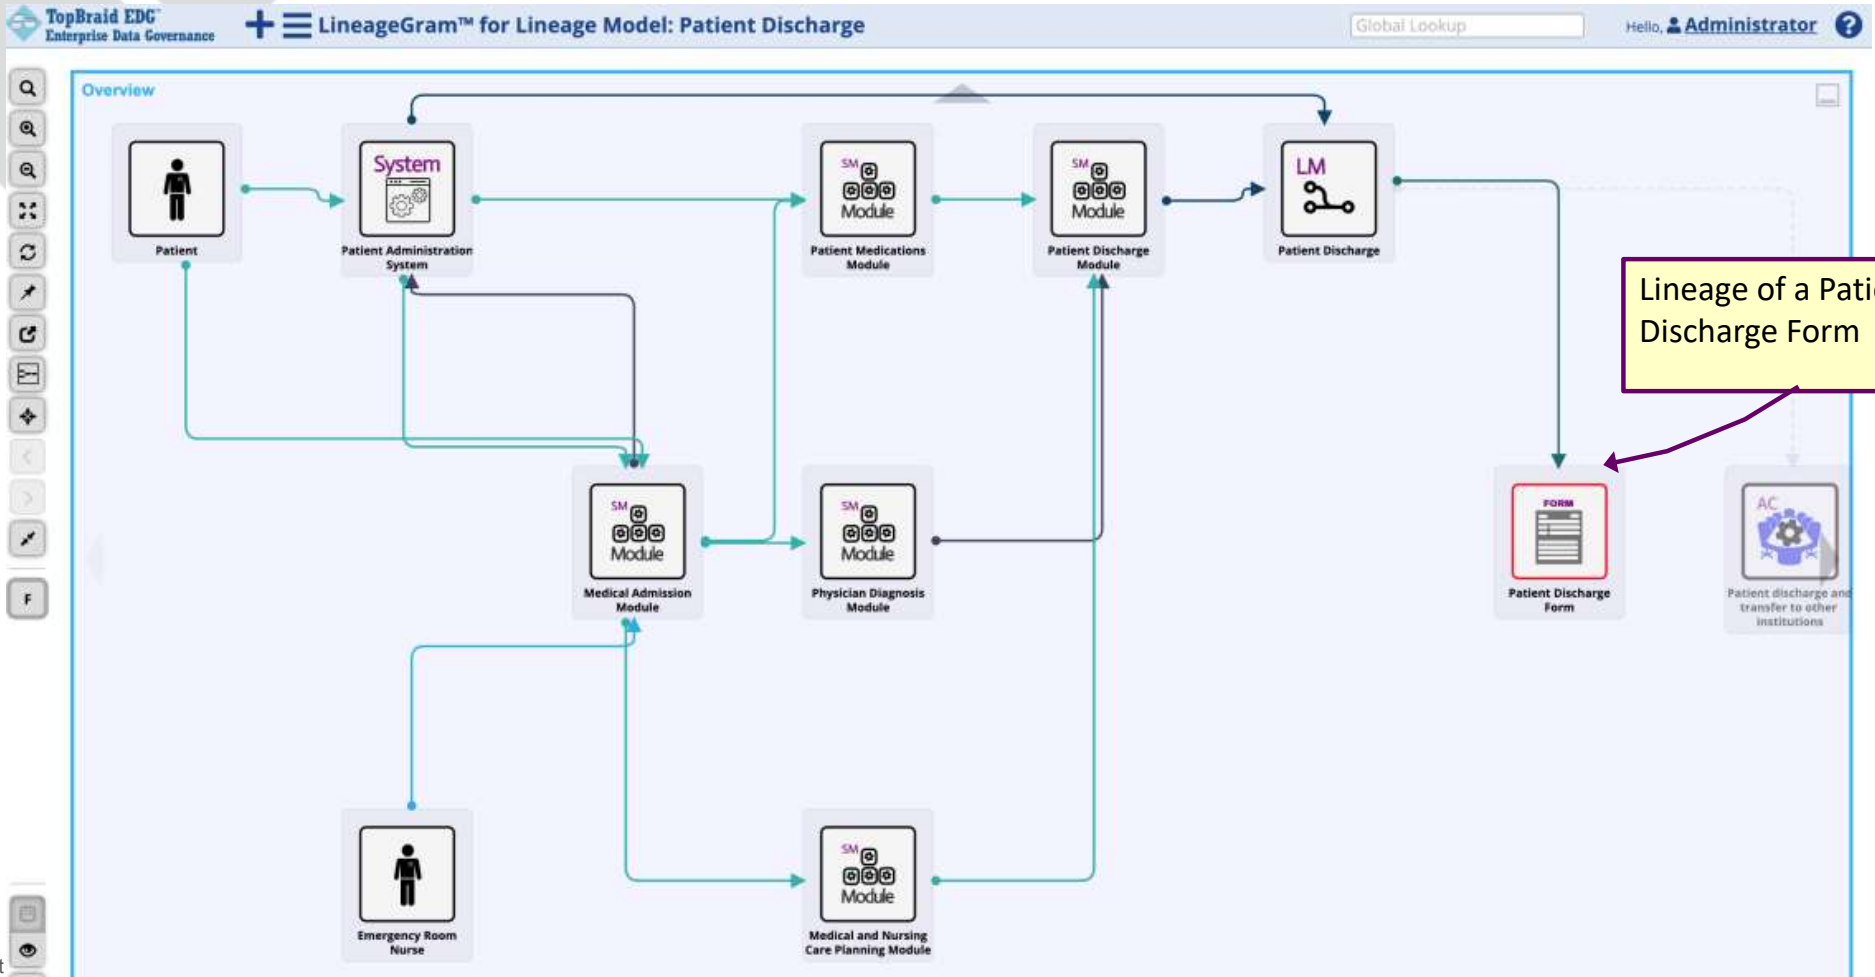 TopBraid EDG™
Enterprise Data Governance
LineageGram™ for Lineage Model: Patient Discharge
Global Lookup
Hello, Administrator
?
Overview
Patient
System
Patient Administration
System
SM
Module
Patient Medications
Module
SM
Module
Patient Discharge
Module
LM
Patient Discharge
Lineage of a Pati
Discharge Form
SM
Module
Medical Admission
Module
SM
Module
Physician Diagnosis
Module
FORM
Patient Discharge
Form
AC
Patient discharge and
transfer to other
institutions
F
Emergency Room
Nurse
SM
Module
Medical and Nursing
Care Planning Module
t